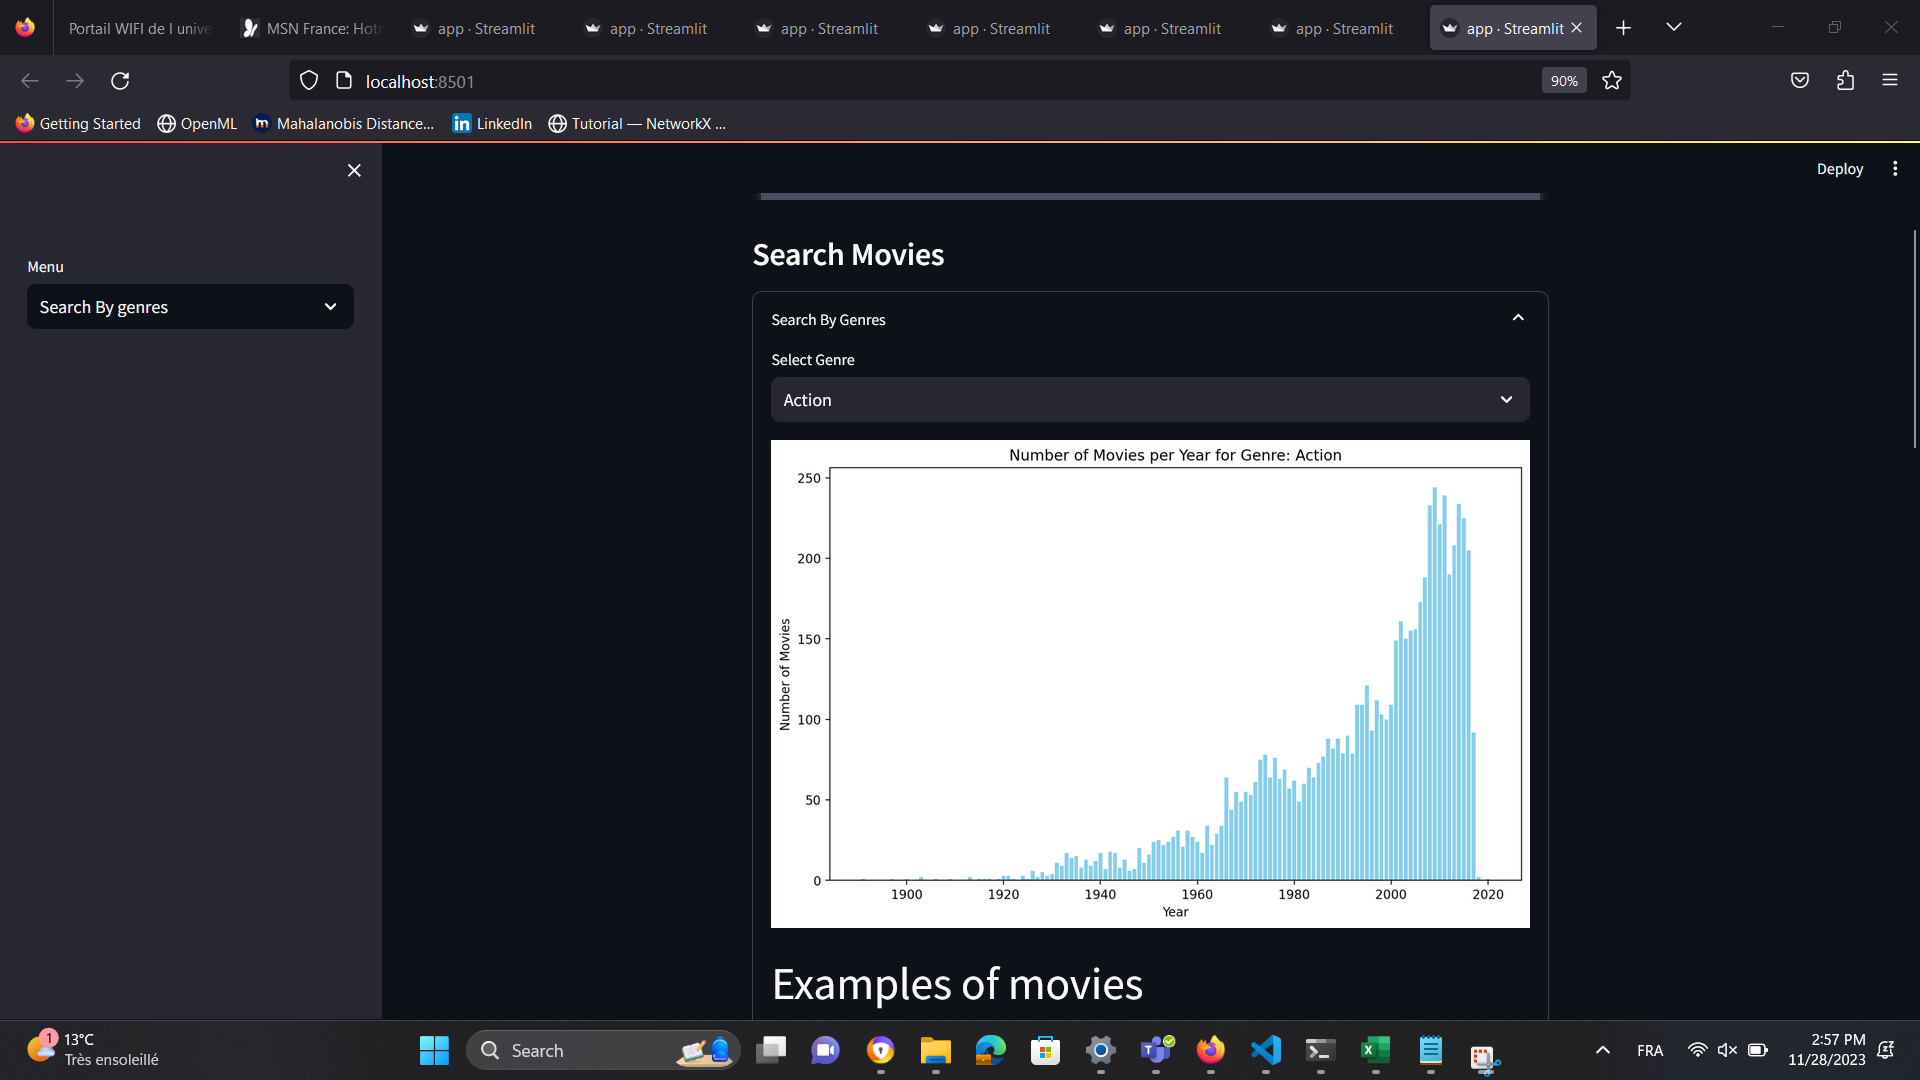 Portail WIFI de l unive
MSN France: Hotr
app · Streamlit
app · Streamlit
app · Streamlit
app · Streamlit
app · Streamlit
app · Streamlit
app · Streamlit
localhost:8501
90%
Getting Started
OpenML
Mahalanobis Distance...
LinkedIn
Tutorial — NetworkX ...
Deploy
Menu
Search By genres
Search Movies
Search By Genres
Select Genre
Action
Number of Movies per Year for Genre: Action
Number of Movies
250
200
150
100
50
0
1900 1920 1940 1960 1980 2000 2020
Year
Examples of movies
1
13°C
Très ensoleillé
Search
FRA
2:57 PM
11/28/2023